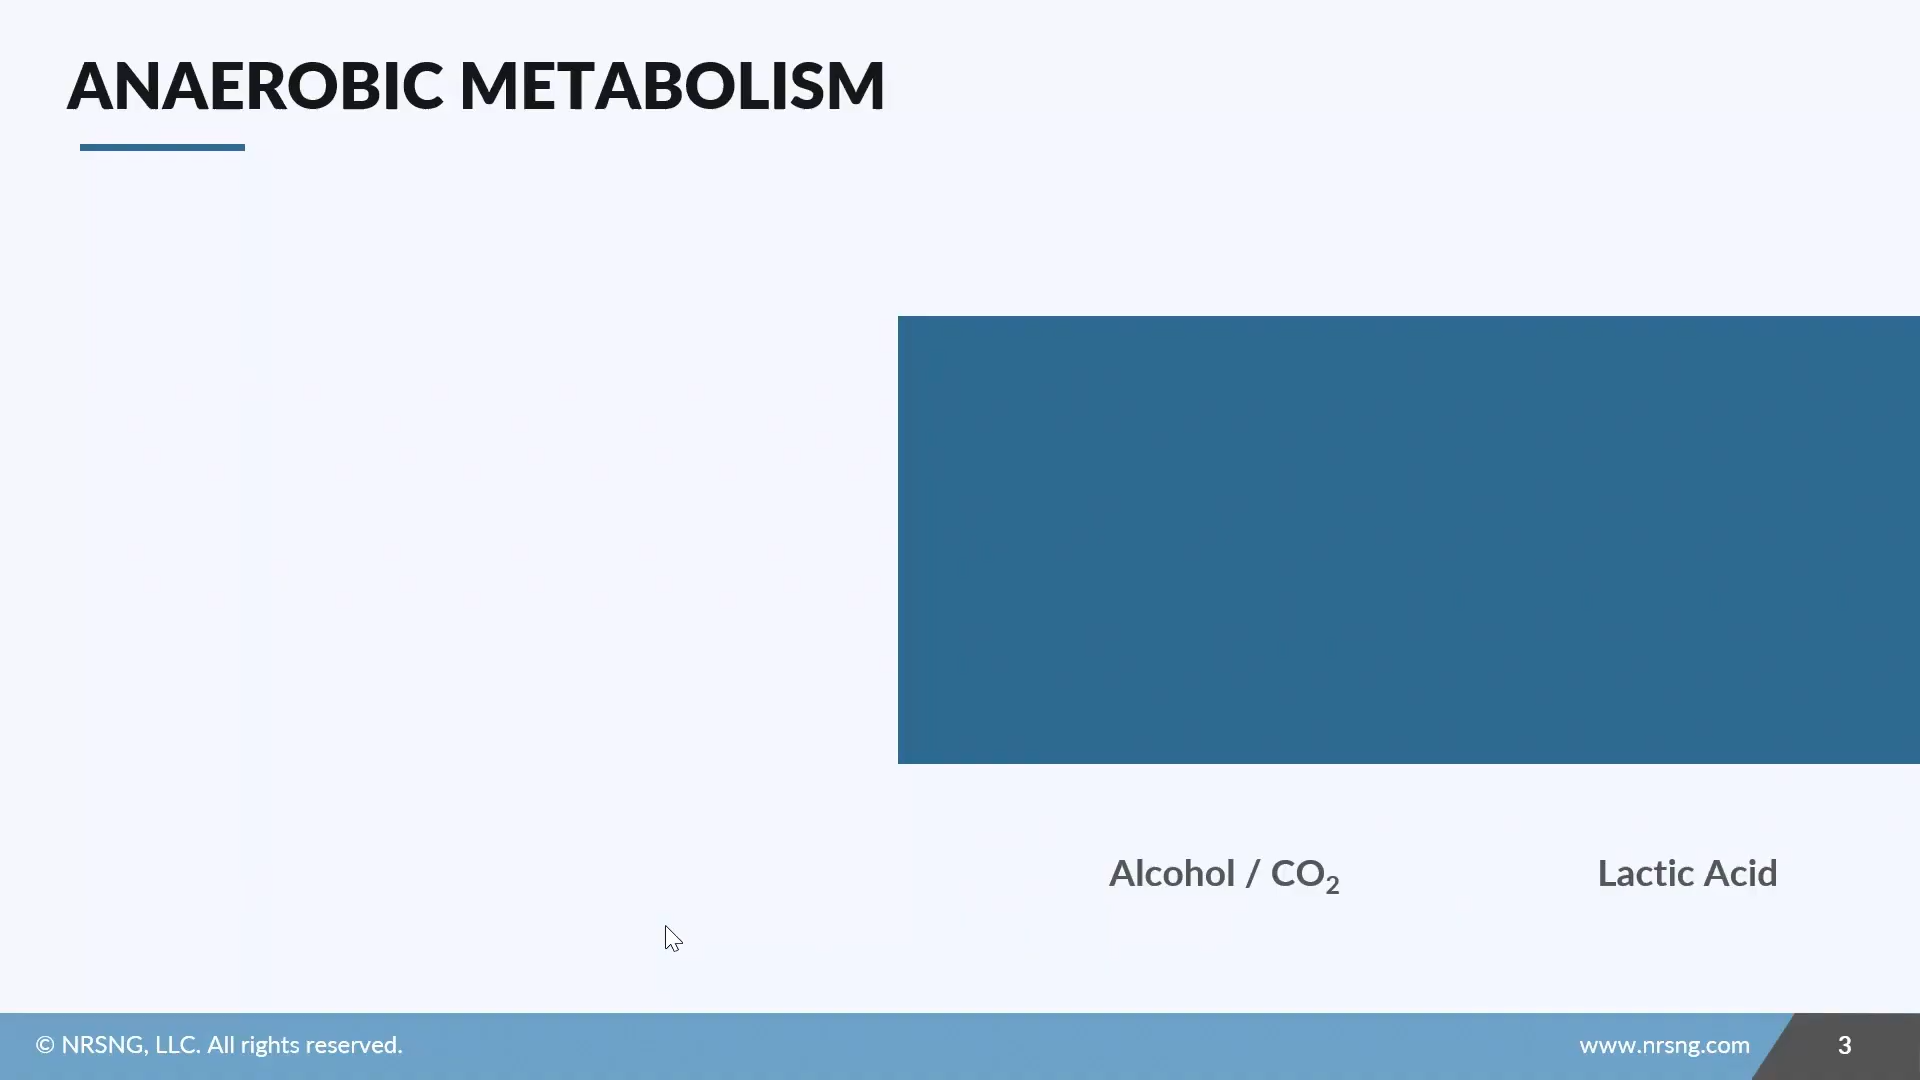 ANAEROBIC METABOLISM
Alcohol / CO₂
Lactic Acid
© NRSNG, LLC. All rights reserved.
www.nrsng.com
3